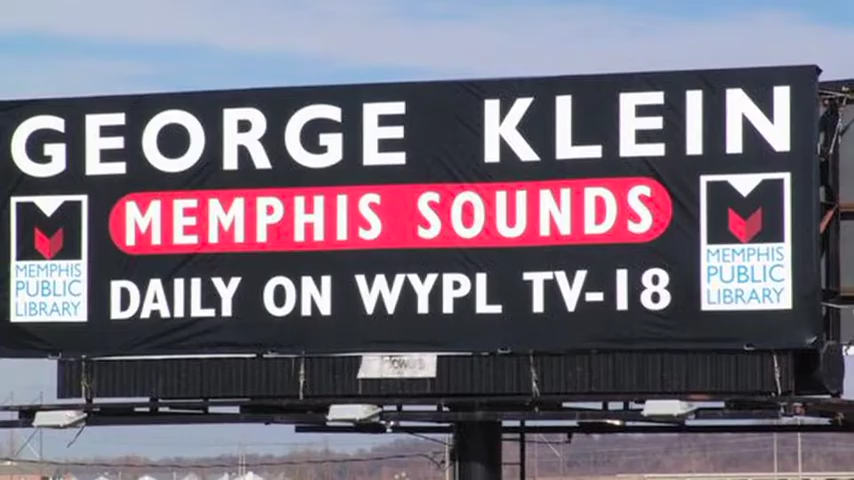 GEORGE KLEIN
MEMPHIS SOUNDS
DAILY ON WYPL TV-18
MEMPHIS
PUBLIC
LIBRARY
MEMPHIS
PUBLIC
LIBRARY